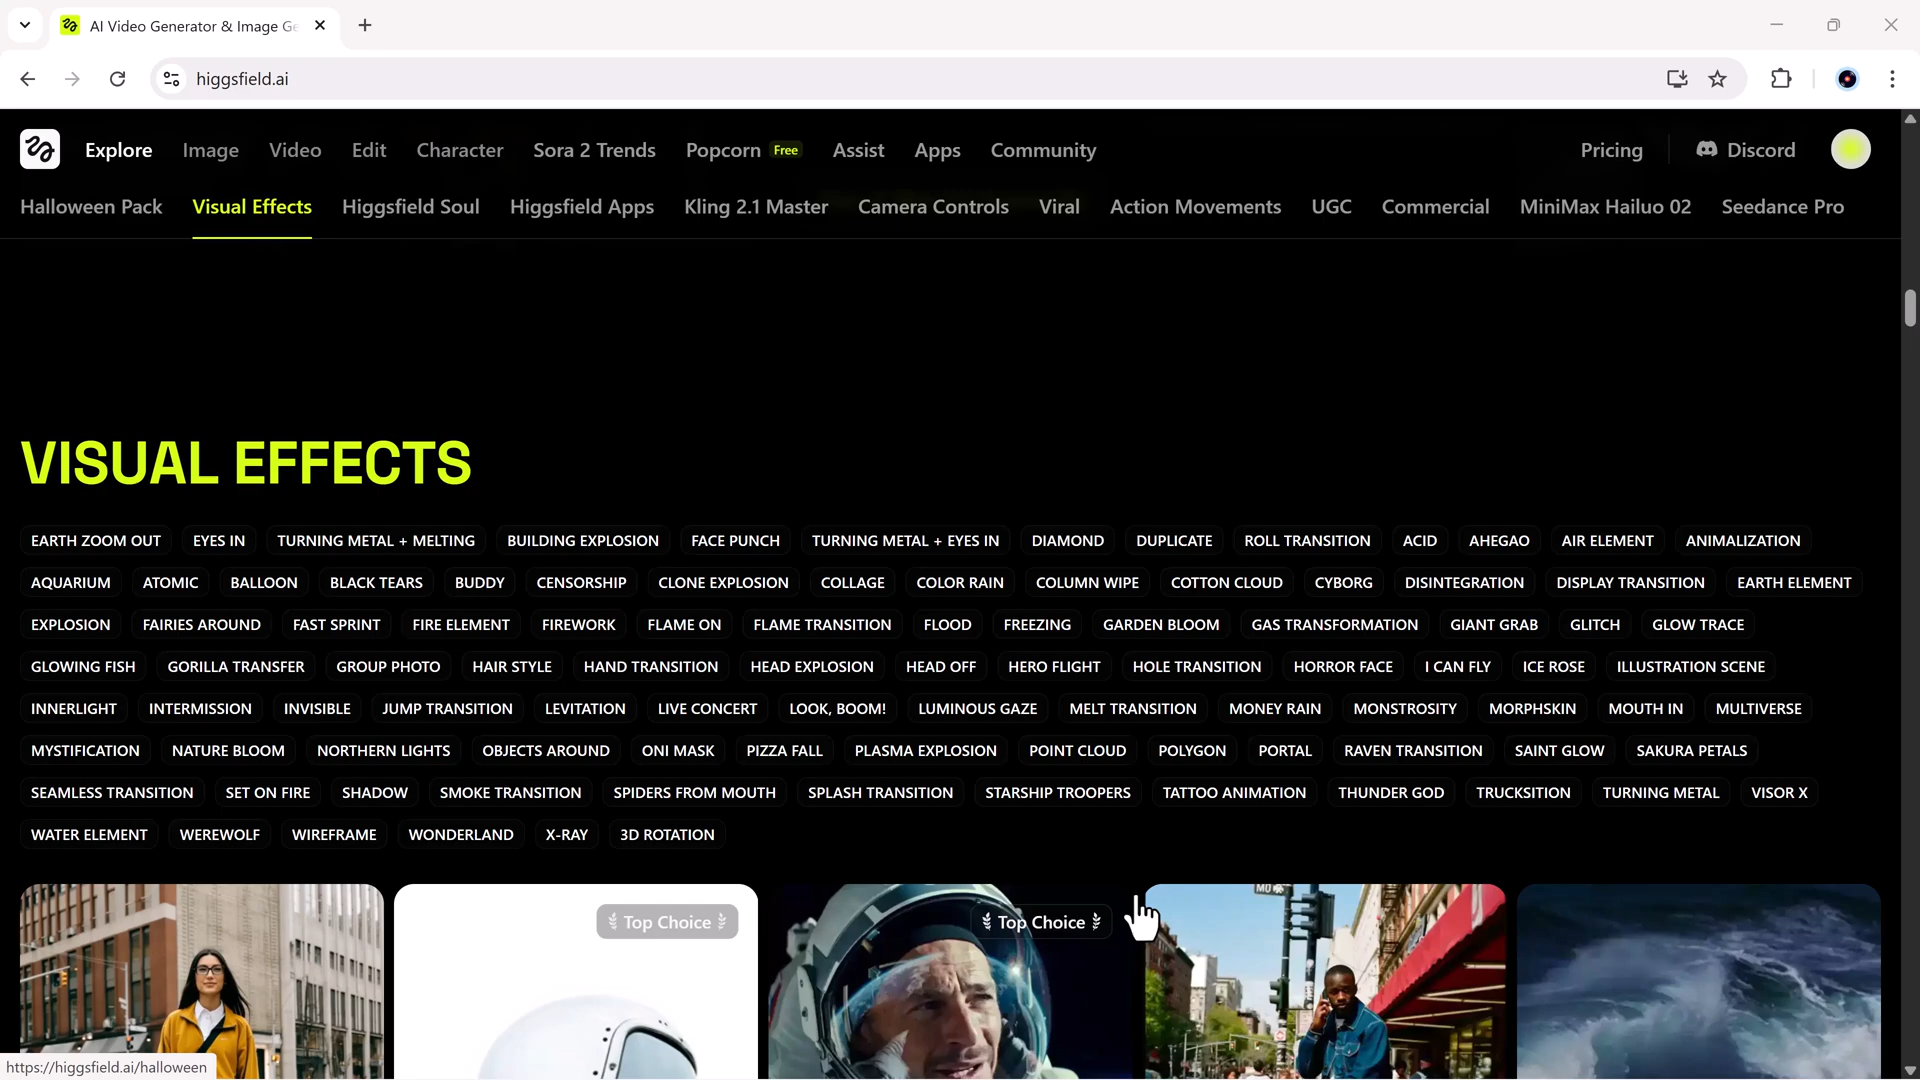 AI Video Generator & Image Ge
higgsfield.ai
Explore Image Video Edit Character Sora 2 Trends Popcorn Free Assist Apps Community Pricing Discord
Halloween Pack Visual Effects Higgsfield Soul Higgsfield Apps Kling 2.1 Master Camera Controls Viral Action Movements UGC Commercial MiniMax Hailuo 02 Seedance Pro
VISUAL EFFECTS
EARTH ZOOM OUT EYES IN TURNING METAL + MELTING BUILDING EXPLOSION FACE PUNCH TURNING METAL + EYES IN DIAMOND DUPLICATE ROLL TRANSITION ACID AHEGAO AIR ELEMENT ANIMALIZATION
AQUARIUM ATOMIC BALLOON BLACK TEARS BUDDY CENSORSHIP CLONE EXPLOSION COLLAGE COLOR RAIN COLUMN WIPE COTTON CLOUD CYBORG DISINTEGRATION DISPLAY TRANSITION EARTH ELEMENT
EXPLOSION FAIRIES AROUND FAST SPRINT FIRE ELEMENT FIREWORK FLAME ON FLAME TRANSITION FLOOD FREEZING GARDEN BLOOM GAS TRANSFORMATION GIANT GRAB GLITCH GLOW TRACE
GLOWING FISH GORILLA TRANSFER GROUP PHOTO HAIR STYLE HAND TRANSITION HEAD EXPLOSION HEAD OFF HERO FLIGHT HOLE TRANSITION HORROR FACE I CAN FLY ICE ROSE ILLUSTRATION SCENE
INNERLIGHT INTERMISSION INVISIBLE JUMP TRANSITION LEVITATION LIVE CONCERT LOOK, BOOM! LUMINOUS GAZE MELT TRANSITION MONEY RAIN MONSTROSITY MORPHSKIN MOUTH IN MULTIVERSE
MYSTIFICATION NATURE BLOOM NORTHERN LIGHTS OBJECTS AROUND ONI MASK PIZZA FALL PLASMA EXPLOSION POINT CLOUD POLYGON PORTAL RAVEN TRANSITION SAINT GLOW SAKURA PETALS
SEAMLESS TRANSITION SET ON FIRE SHADOW SMOKE TRANSITION SPIDERS FROM MOUTH SPLASH TRANSITION STARSHIP TROOPERS TATTOO ANIMATION THUNDER GOD TRUCKSITION TURNING METAL VISOR X
WATER ELEMENT WEREWOLF WIREFRAME WONDERLAND X-RAY 3D ROTATION
Top Choice Top Choice
https://higgsfield.ai/halloween